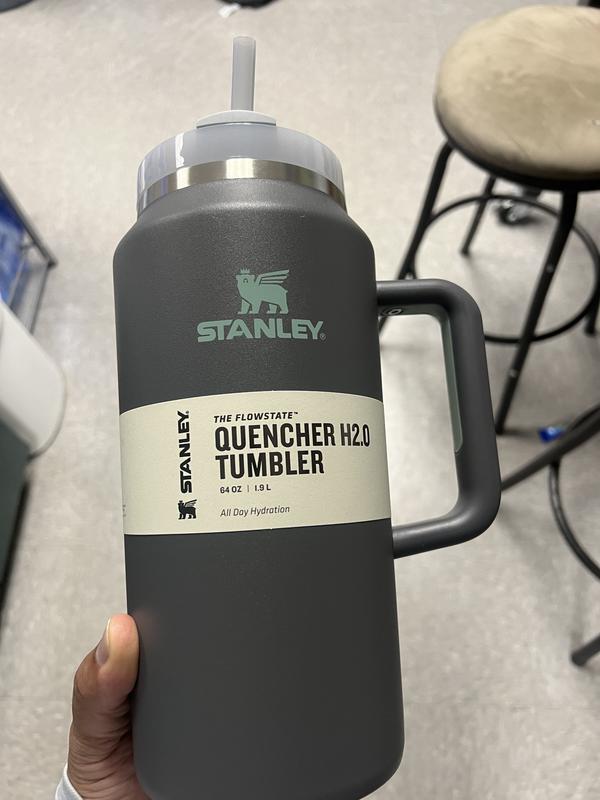 STANLEY®
STANLEY®
THE FLOWSTATE™
QUENCHER H2.0
TUMBLER
64 OZ | 1.9 L
All Day Hydration